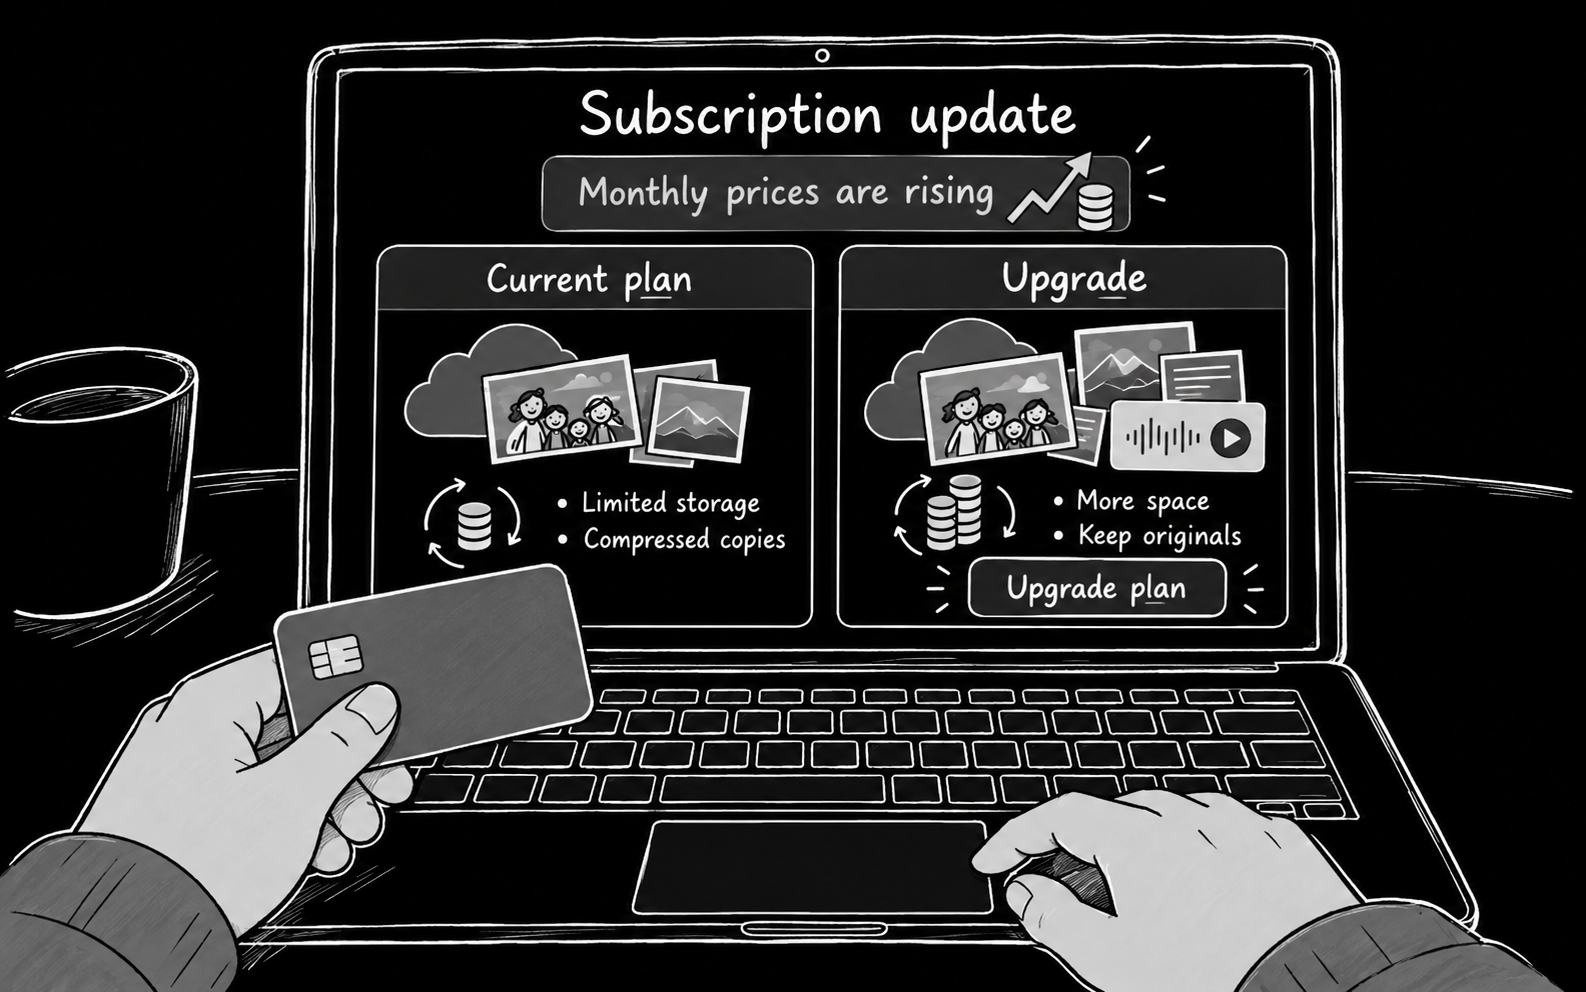 Subscription update
Monthly prices are rising
Current plan
• Limited storage
• Compressed copies
Upgrade
• More space
• Keep originals
Upgrade plan